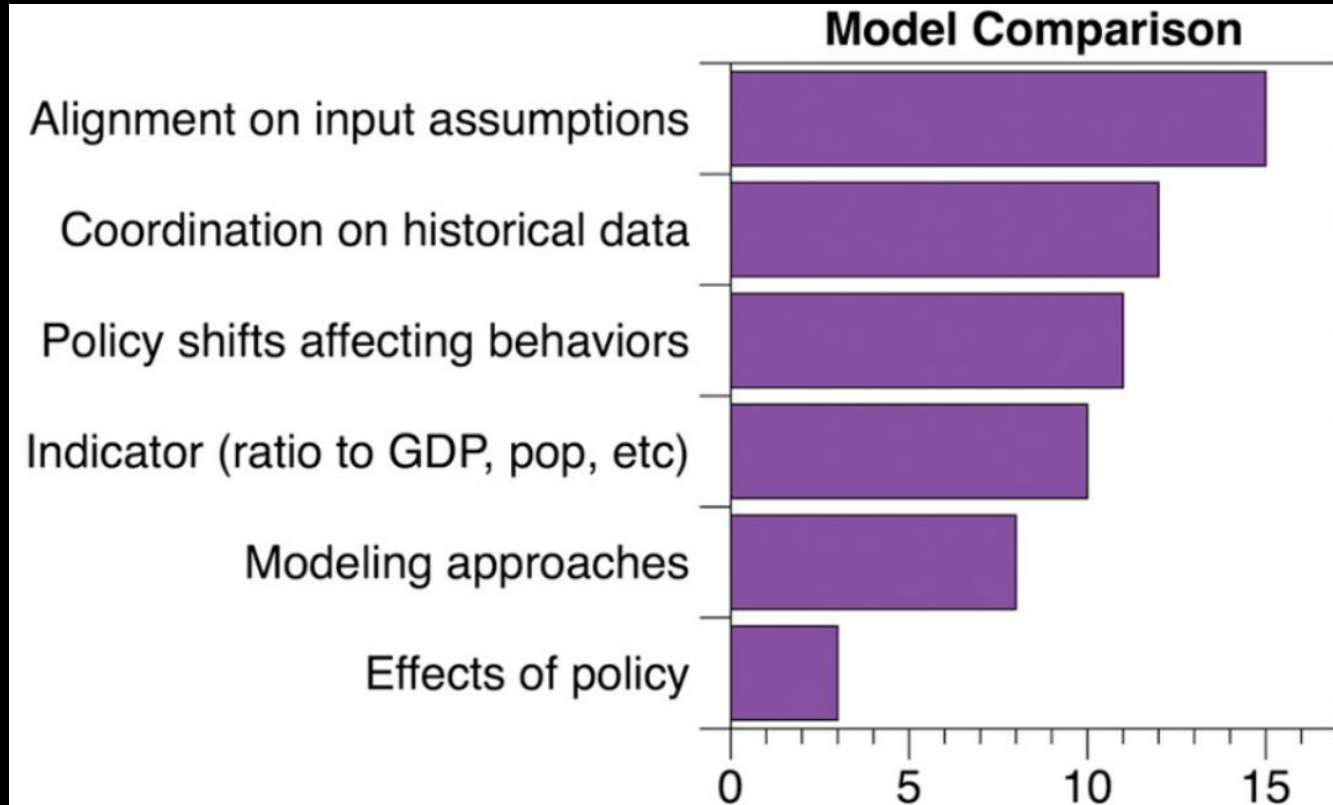 Model Comparison
Alignment on input assumptions
Coordination on historical data
Policy shifts affecting behaviors
Indicator (ratio to GDP, pop, etc)
Modeling approaches
Effects of policy
0 5 10 15